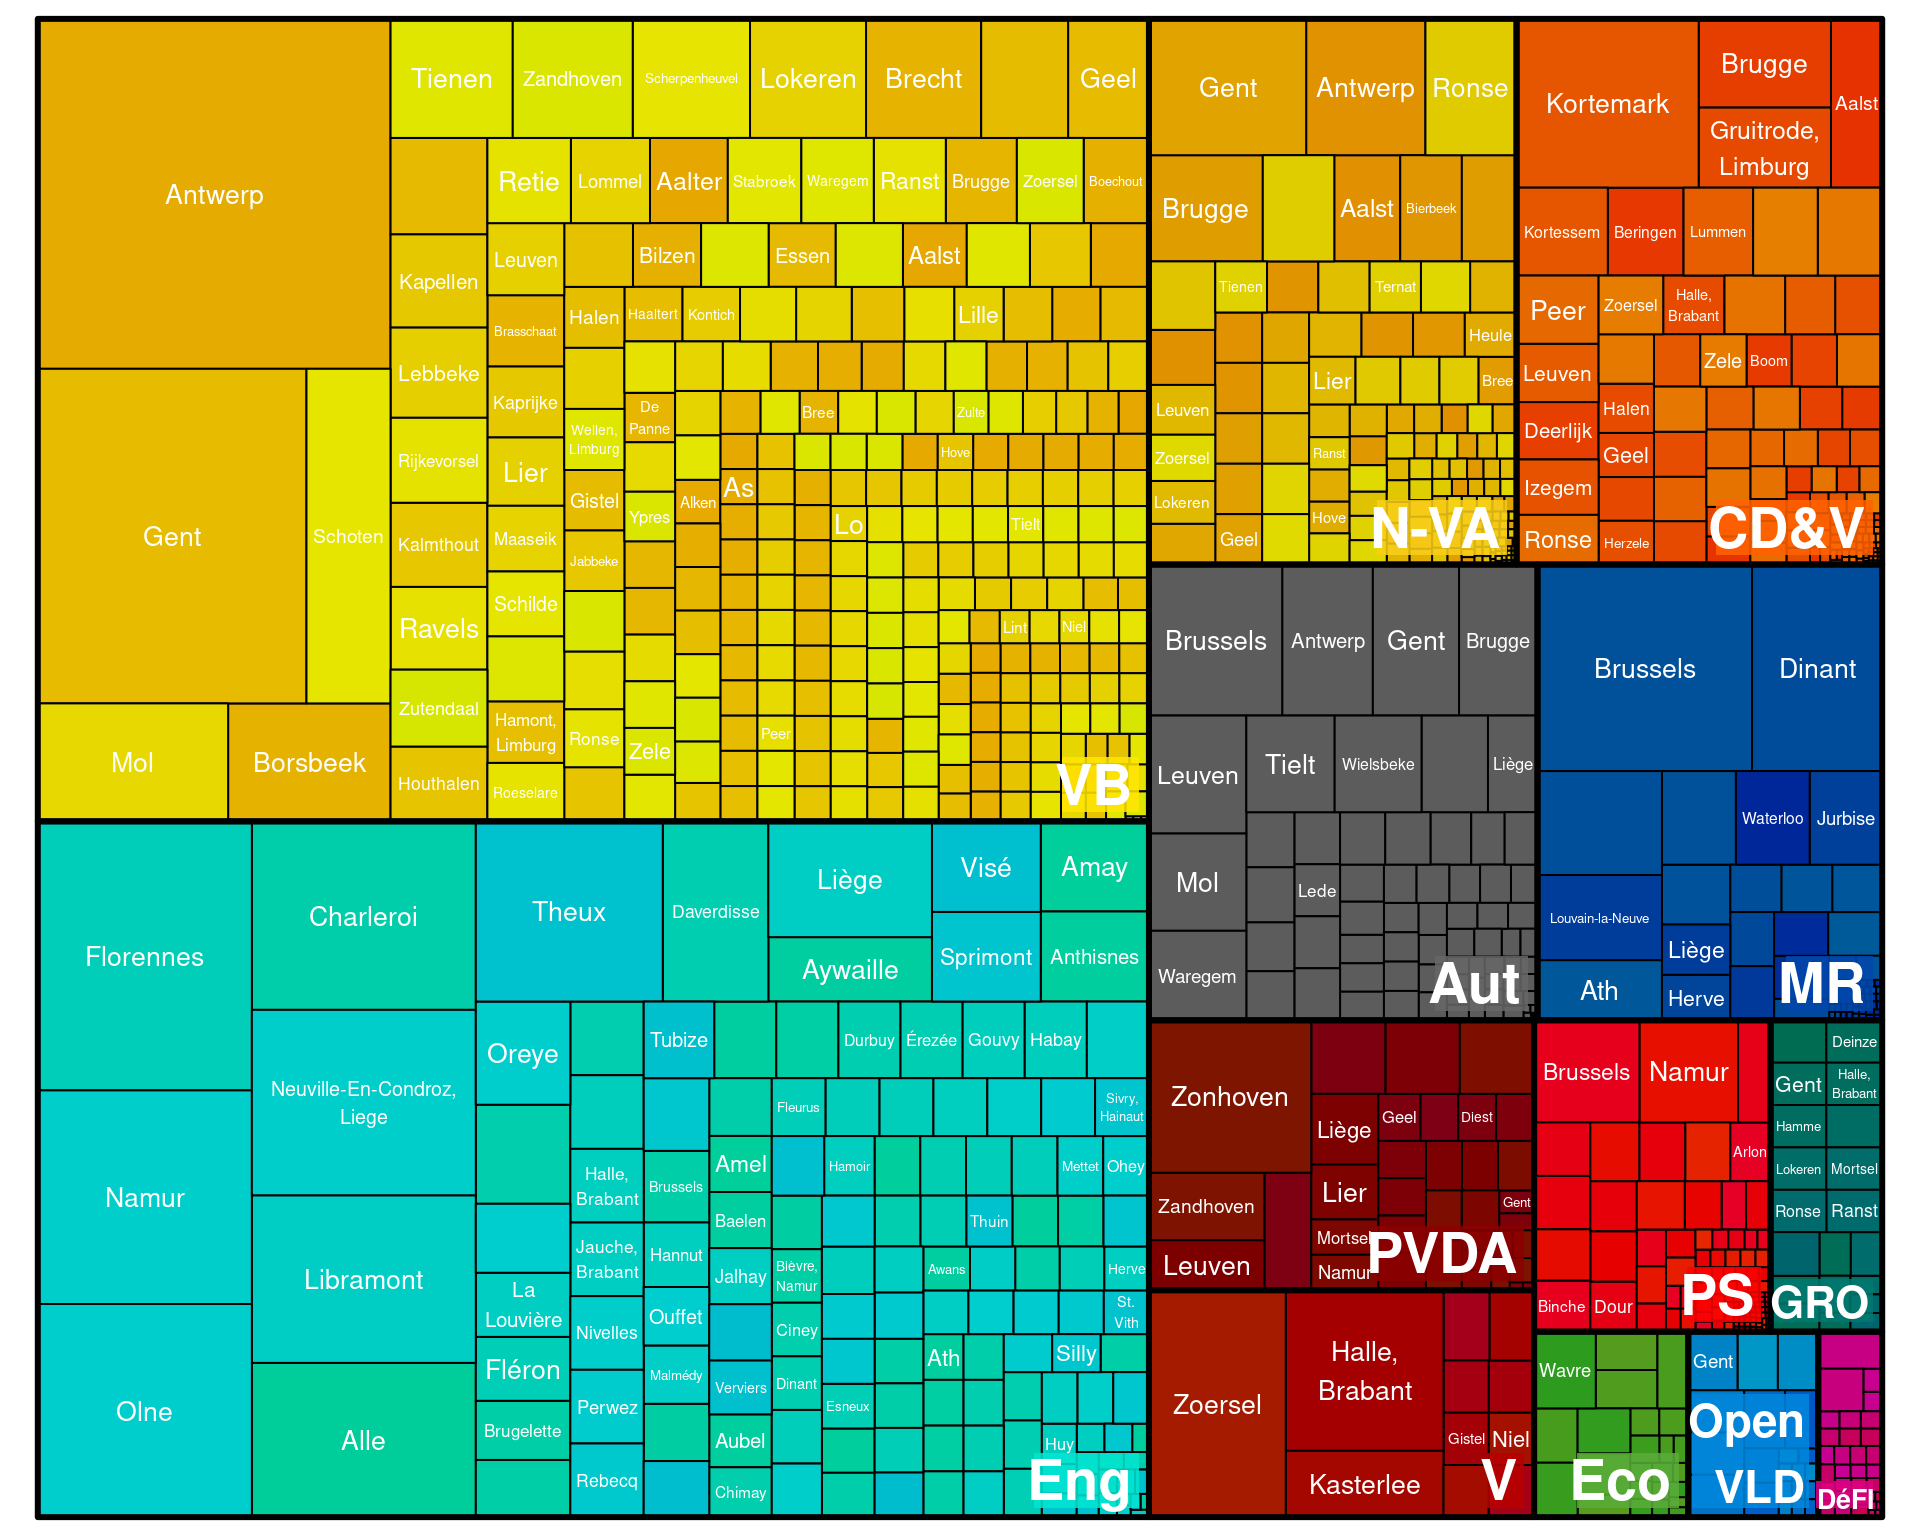 Antwerp
Tienen
Zandhoven
Scherpenheuvel
Lokeren
Brecht
Geel
Retie
Lommel
Aalter
Stabroek
Waregem
Ranst
Brugge
Zoersel
Boechout
Kapellen
Leuven
Bilzen
Essen
Aalst
Brasschaat
Halen
Haaltert
Kontich
Lille
Lebbeke
Kaprijke
De
Panne
Bree
Zulte
Gent
Schoten
Rijkevorsel
Lier
Wellen,
Limburg
Hove
Gistel
Ypres
Alken
As
Lo
Tielt
Kalmthout
Maaseik
Jabbeke
Ravels
Schilde
Lint
Niel
Zutendaal
Hamont,
Limburg
Ronse
Zele
Peer
Mol
Borsbeek
Houthalen
Roeselare
VB
Gent
Antwerp
Ronse
Brugge
Aalst
Bierbeek
Tienen
Ternat
Heule
Leuven
Lier
Bree
Zoersel
Ranst
Lokeren
Hove
Geel
N-VA
Kortemark
Brugge
Gruitrode,
Limburg
Aalst
Kortessem
Beringen
Lummen
Peer
Zoersel
Halle,
Brabant
Leuven
Zele
Boom
Deerlijk
Halen
Geel
Izegem
Ronse
Herzele
CD&V
Brussels
Antwerp
Gent
Brugge
Leuven
Tielt
Wielsbeke
Liège
Mol
Lede
Waregem
Aut
Brussels
Dinant
Waterloo
Jurbise
Louvain-la-Neuve
Liège
Ath
Herve
MR
Florennes
Charleroi
Theux
Daverdisse
Liège
Visé
Amay
Aywaille
Sprimont
Anthisnes
Neuville-En-Condroz,
Liege
Oreye
Tubize
Durbuy
Érezée
Gouvy
Habay
Fleurus
Sivry,
Hainaut
Namur
Halle,
Brabant
Brussels
Amel
Hamoir
Mettet
Ohey
Baelen
Thuin
Libramont
Jauche,
Brabant
Hannut
Jalhay
Bièvre,
Namur
Awans
Herve
La
Louvière
Nivelles
Ouffet
Ciney
St.
Vith
Olne
Alle
Fléron
Malmédy
Verviers
Dinant
Ath
Silly
Perwez
Esneux
Brugelette
Aubel
Huy
Rebecq
Chimay
Eng
Zonhoven
Liège
Geel
Diest
Zandhoven
Lier
Gent
Leuven
Mortsel
Namur
PVDA
Brussels
Namur
Arlon
Binche
Dour
PS
Deinze
Gent
Halle,
Brabant
Hamme
Lokeren
Mortsel
Ronse
Ranst
GRO
Zoersel
Halle,
Brabant
Gistel
Niel
Kasterlee
V
Wavre
Eco
Gent
Open
VLD
DéFI